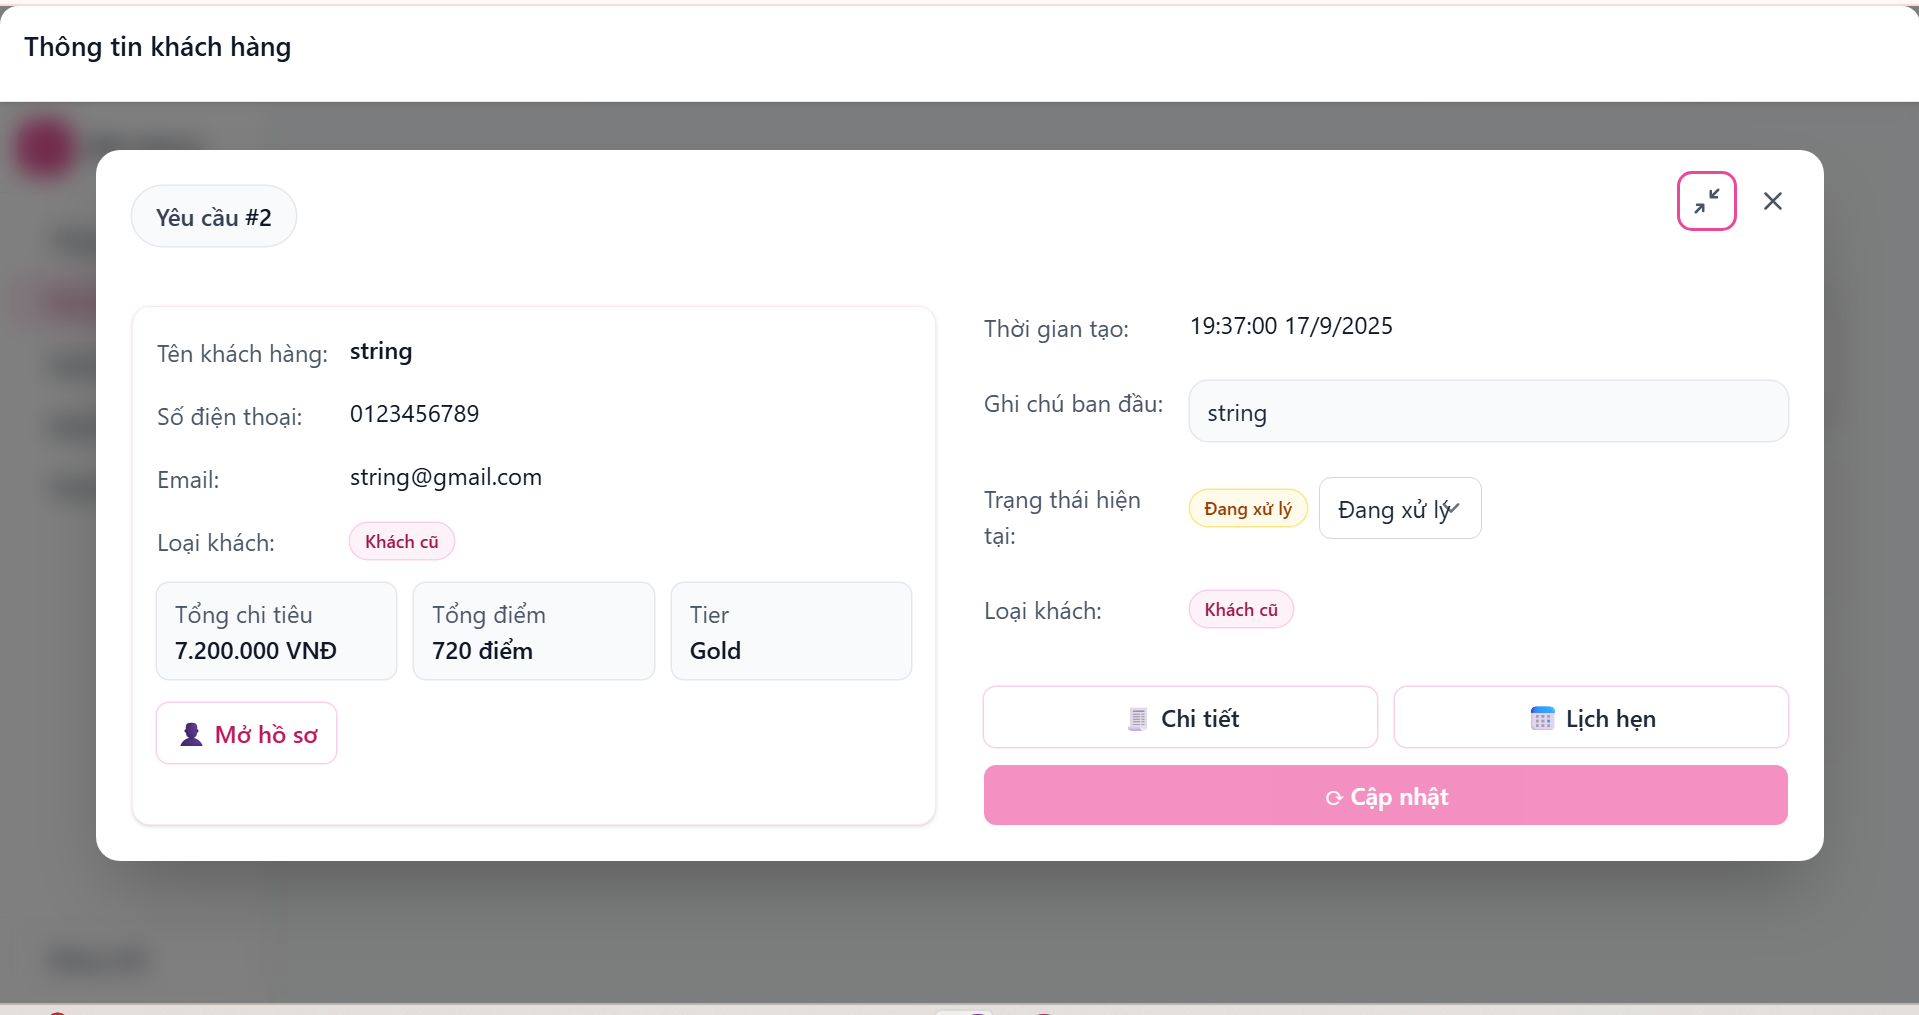 Thông tin khách hàng
Yêu cầu #2
Tên khách hàng: string
Số điện thoại: 0123456789
Email: string@gmail.com
Loại khách: Khách cũ
Tổng chi tiêu
7.200.000 VNĐ
Tổng điểm
720 điểm
Tier
Gold
Mở hồ sơ
Thời gian tạo: 19:37:00 17/9/2025
Ghi chú ban đầu: string
Trạng thái hiện
tại:
Đang xử lý
Đang xử lý
Loại khách: Khách cũ
Chi tiết
Lịch hẹn
⟳ Cập nhật